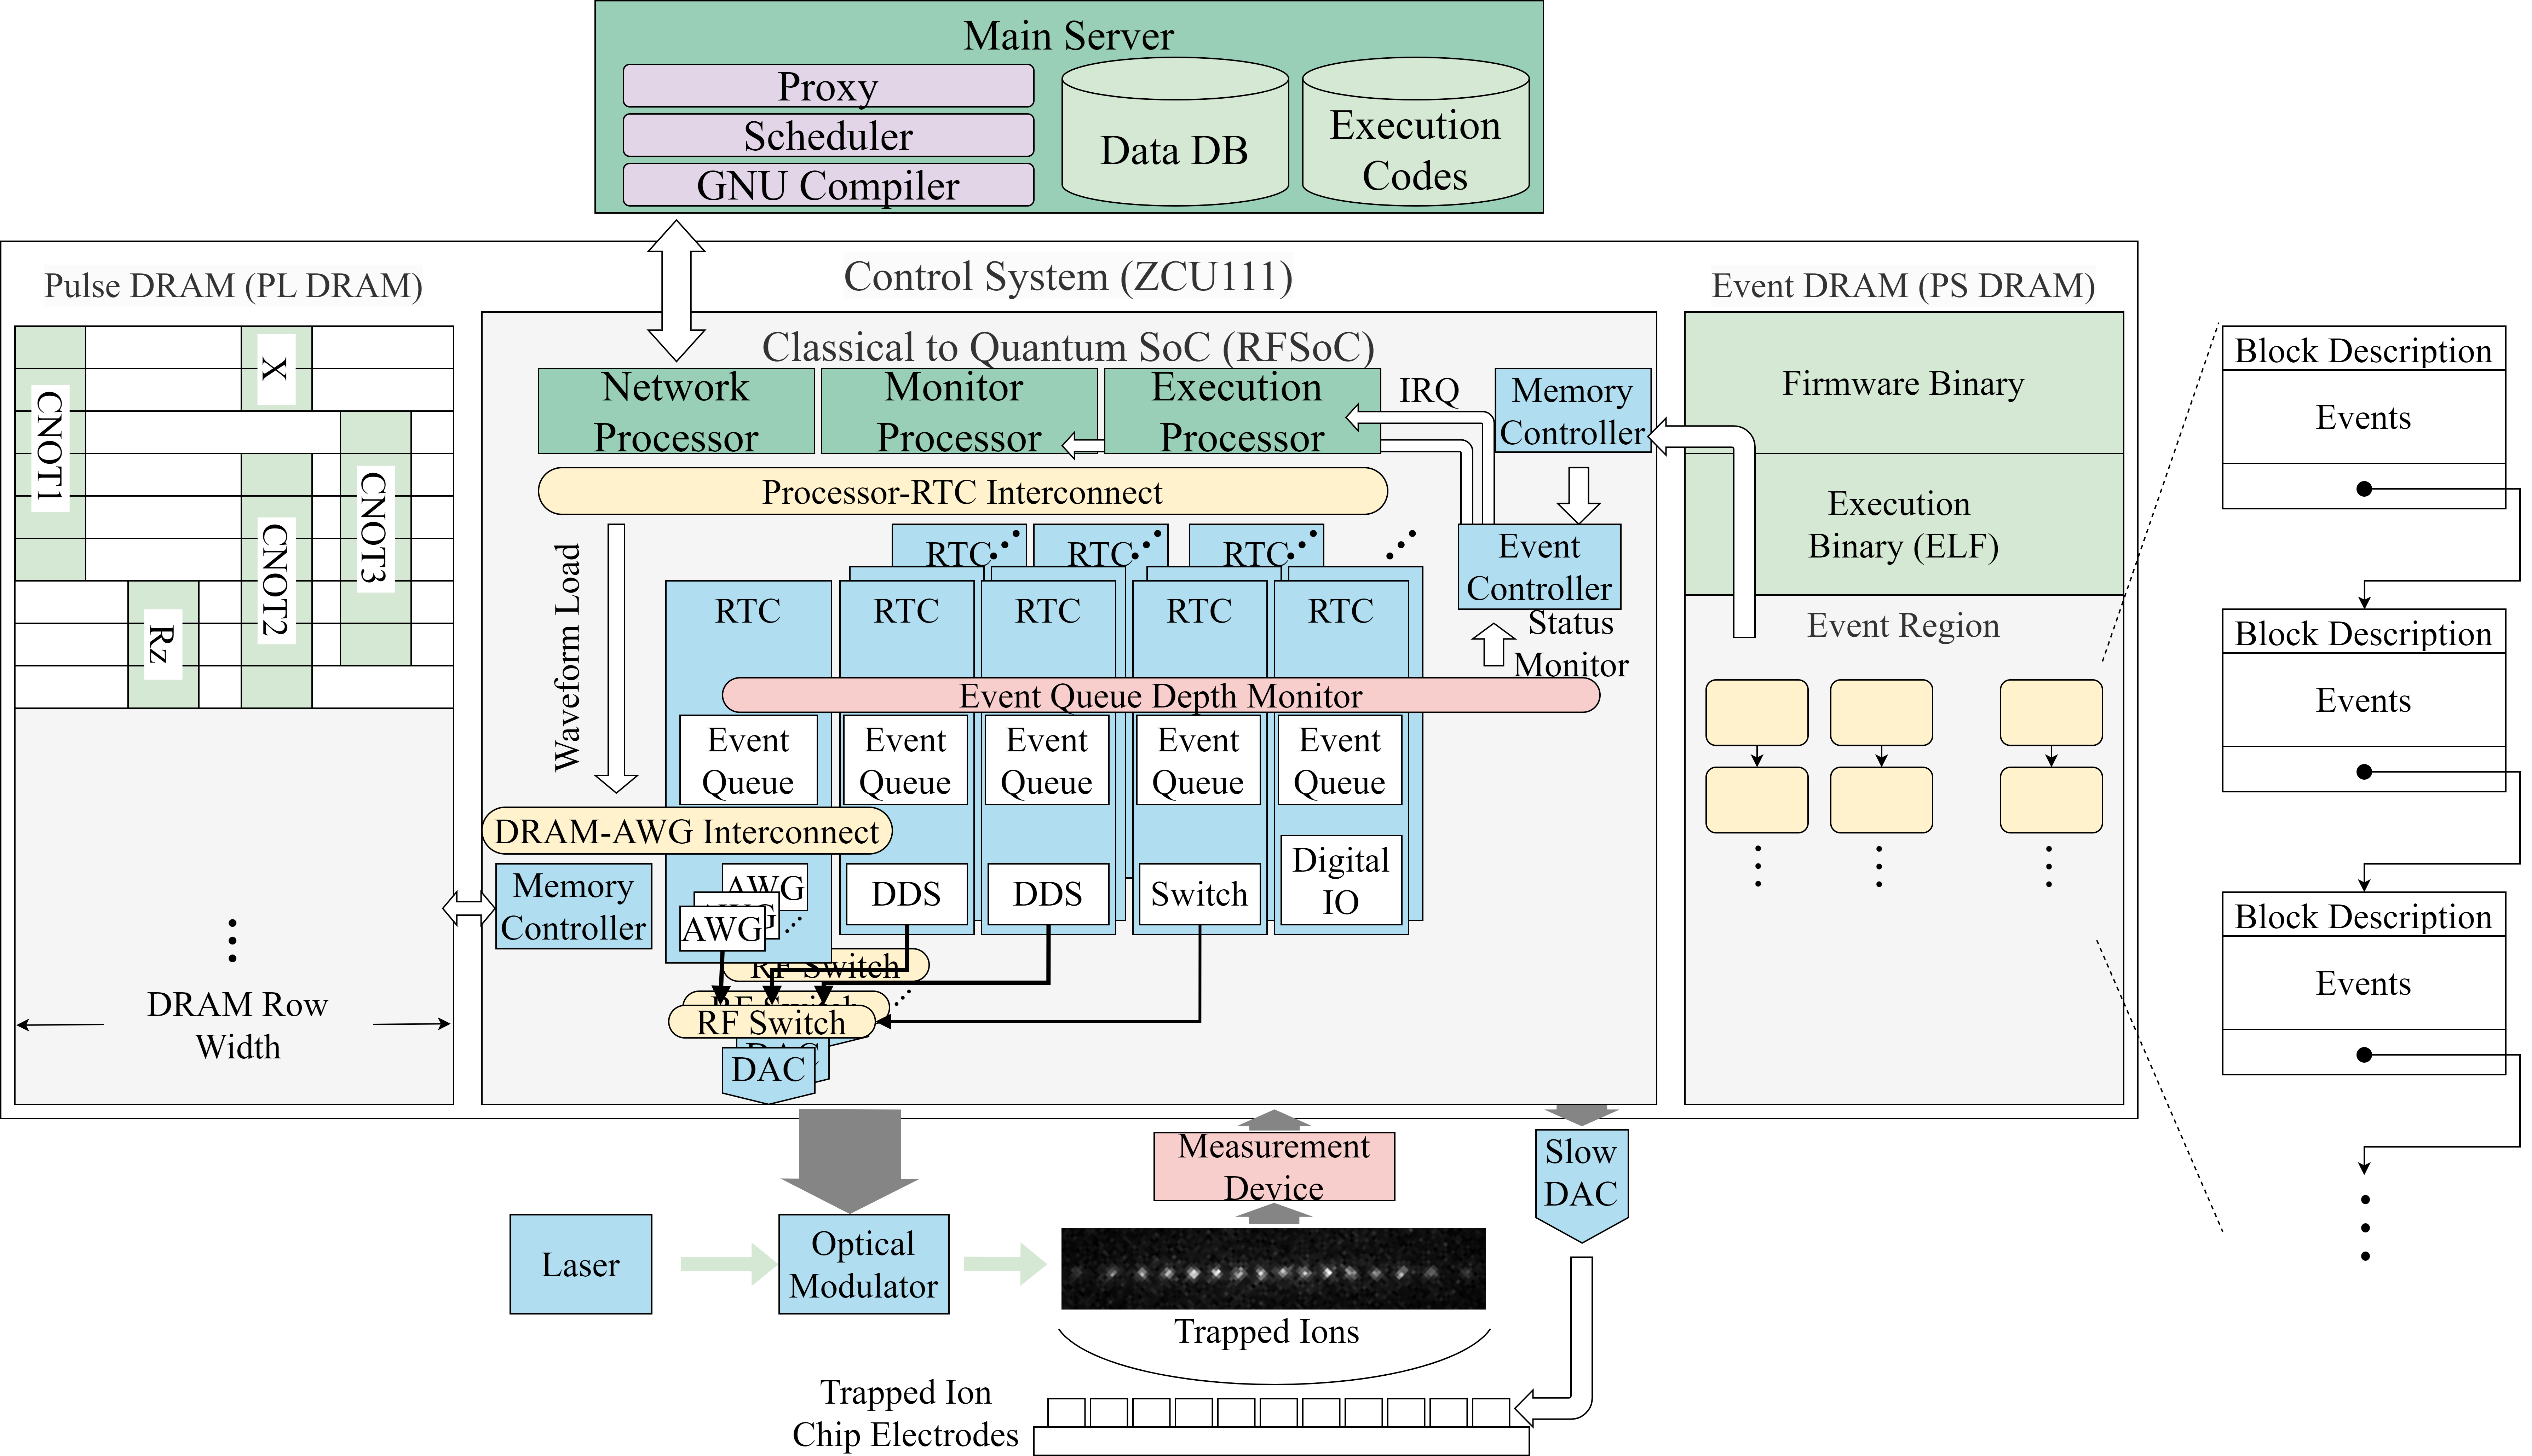 Main Server
Proxy
Scheduler
GNU Compiler
Data DB
Execution
Codes
Control System (ZCU111)
Pulse DRAM (PL DRAM)
CNOT1
X
CNOT3
CNOT2
Rz
DRAM Row
Width
Classical to Quantum SoC (RFSoC)
Network
Processor
Monitor
Processor
Execution
Processor
IRQ
Memory
Controller
Processor-RTC Interconnect
Waveform Load
RTC
RTC
RTC
Event
Controller
RTC
RTC
RTC
RTC
RTC
Status
Monitor
Event Queue Depth Monitor
Event
Queue
Event
Queue
Event
Queue
Event
Queue
Event
Queue
DRAM-AWG Interconnect
Memory
Controller
AWG
AWG
AWG
DDS
DDS
Switch
Digital
IO
RF Switch
RF Switch
RF Switch
DAC
DAC
Event DRAM (PS DRAM)
Firmware Binary
Execution
Binary (ELF)
Event Region
Block Description
Events
Block Description
Events
Block Description
Events
Measurement
Device
Slow
DAC
Laser
Optical
Modulator
Trapped Ions
Trapped Ion
Chip Electrodes